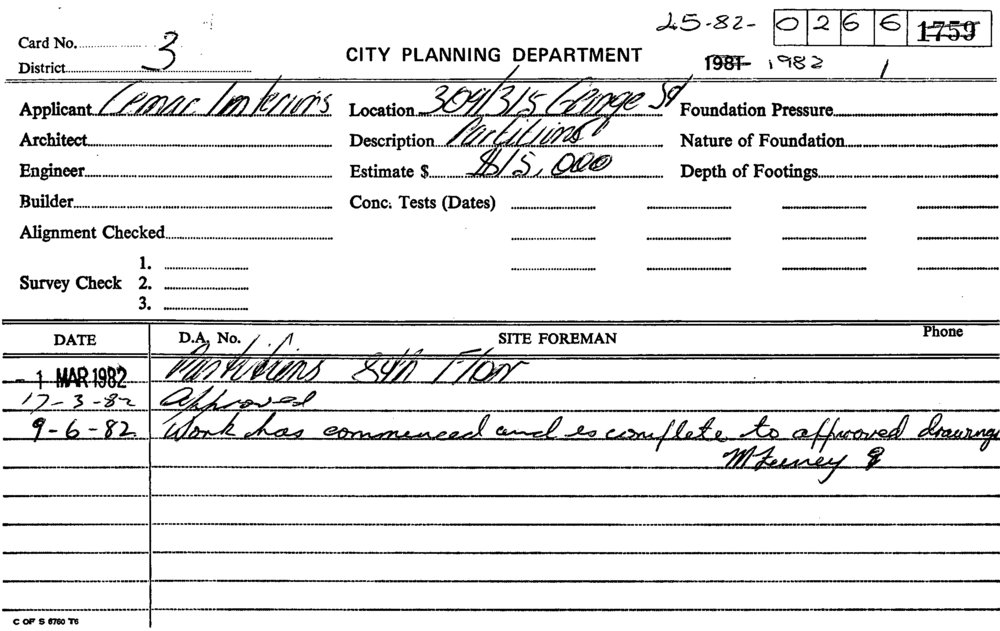 45-82- 0 2 6 6 1759
Card No. 3
District
CITY PLANNING DEPARTMENT
1981 1982 1
Applicant Cemac Interiors Location 309/315 George St Foundation Pressure
Architect Description Partitions Nature of Foundation
Engineer Estimate $ $15,000 Depth of Footings
Builder Conc. Tests (Dates)
Alignment Checked
Survey Check 1.
2.
3.
DATE D.A. No. SITE FOREMAN Phone
- 1 MAR 1982 Partitions 8th Floor
17-3-82 Approved
9-6-82 Work has commenced and is complete to approved drawings
C OF S 6760 T6